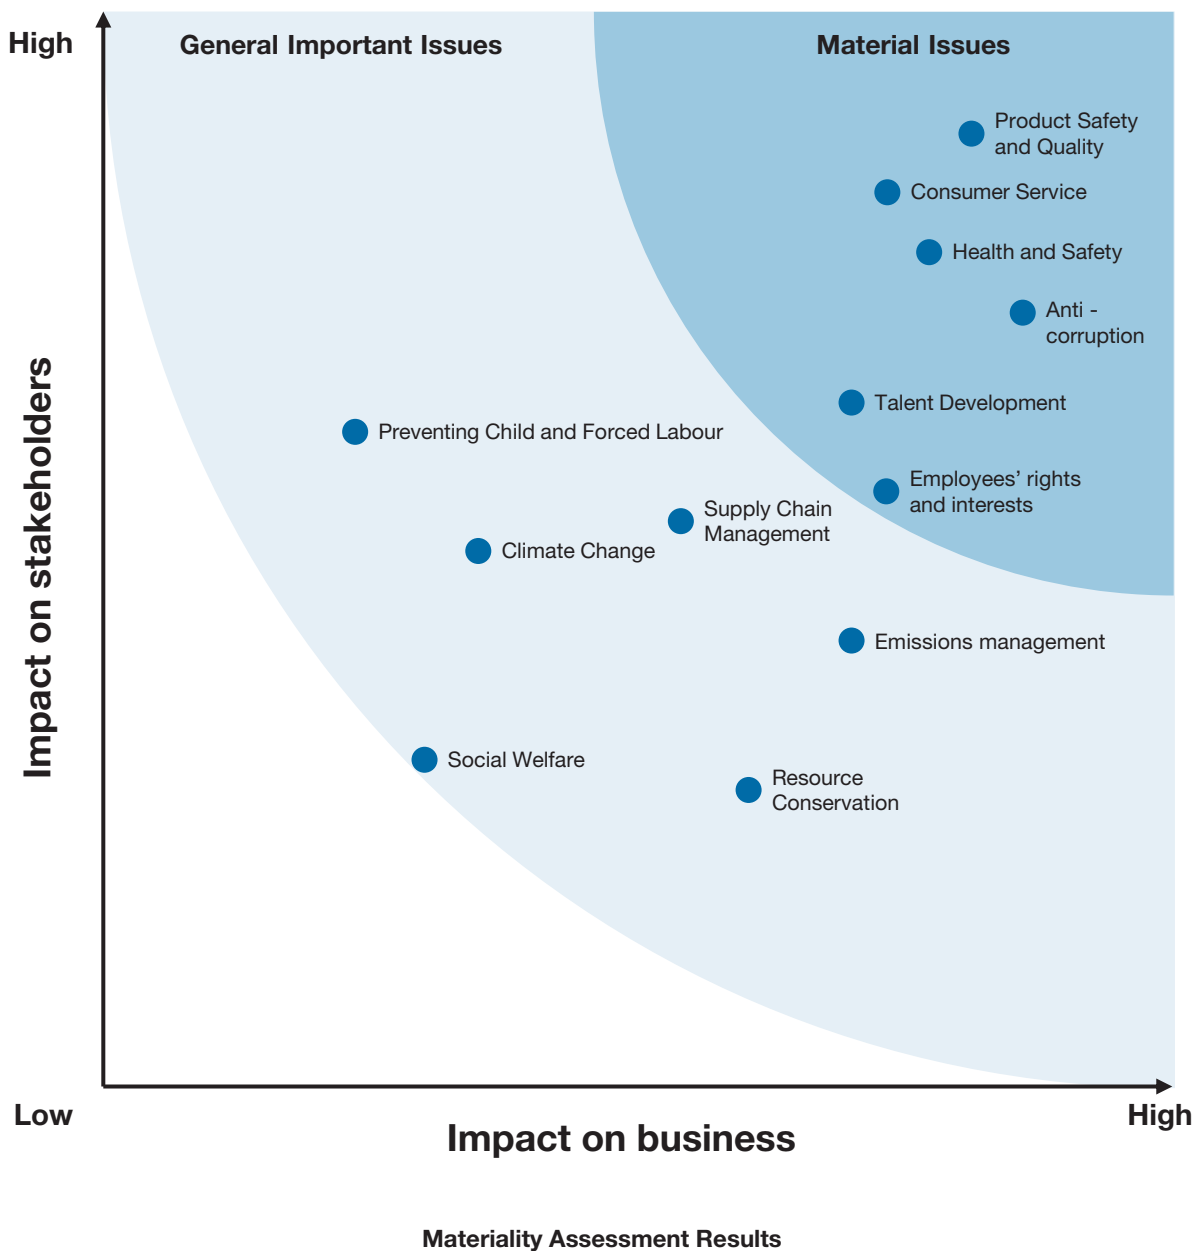 High
General Important Issues
Material Issues
Product Safety
and Quality
Consumer Service
Health and Safety
Anti -
corruption
Talent Development
Preventing Child and Forced Labour
Employees’ rights
and interests
Supply Chain
Management
Climate Change
Emissions management
Social Welfare
Resource
Conservation
Impact on stakeholders
Low
High
Impact on business
Materiality Assessment Results